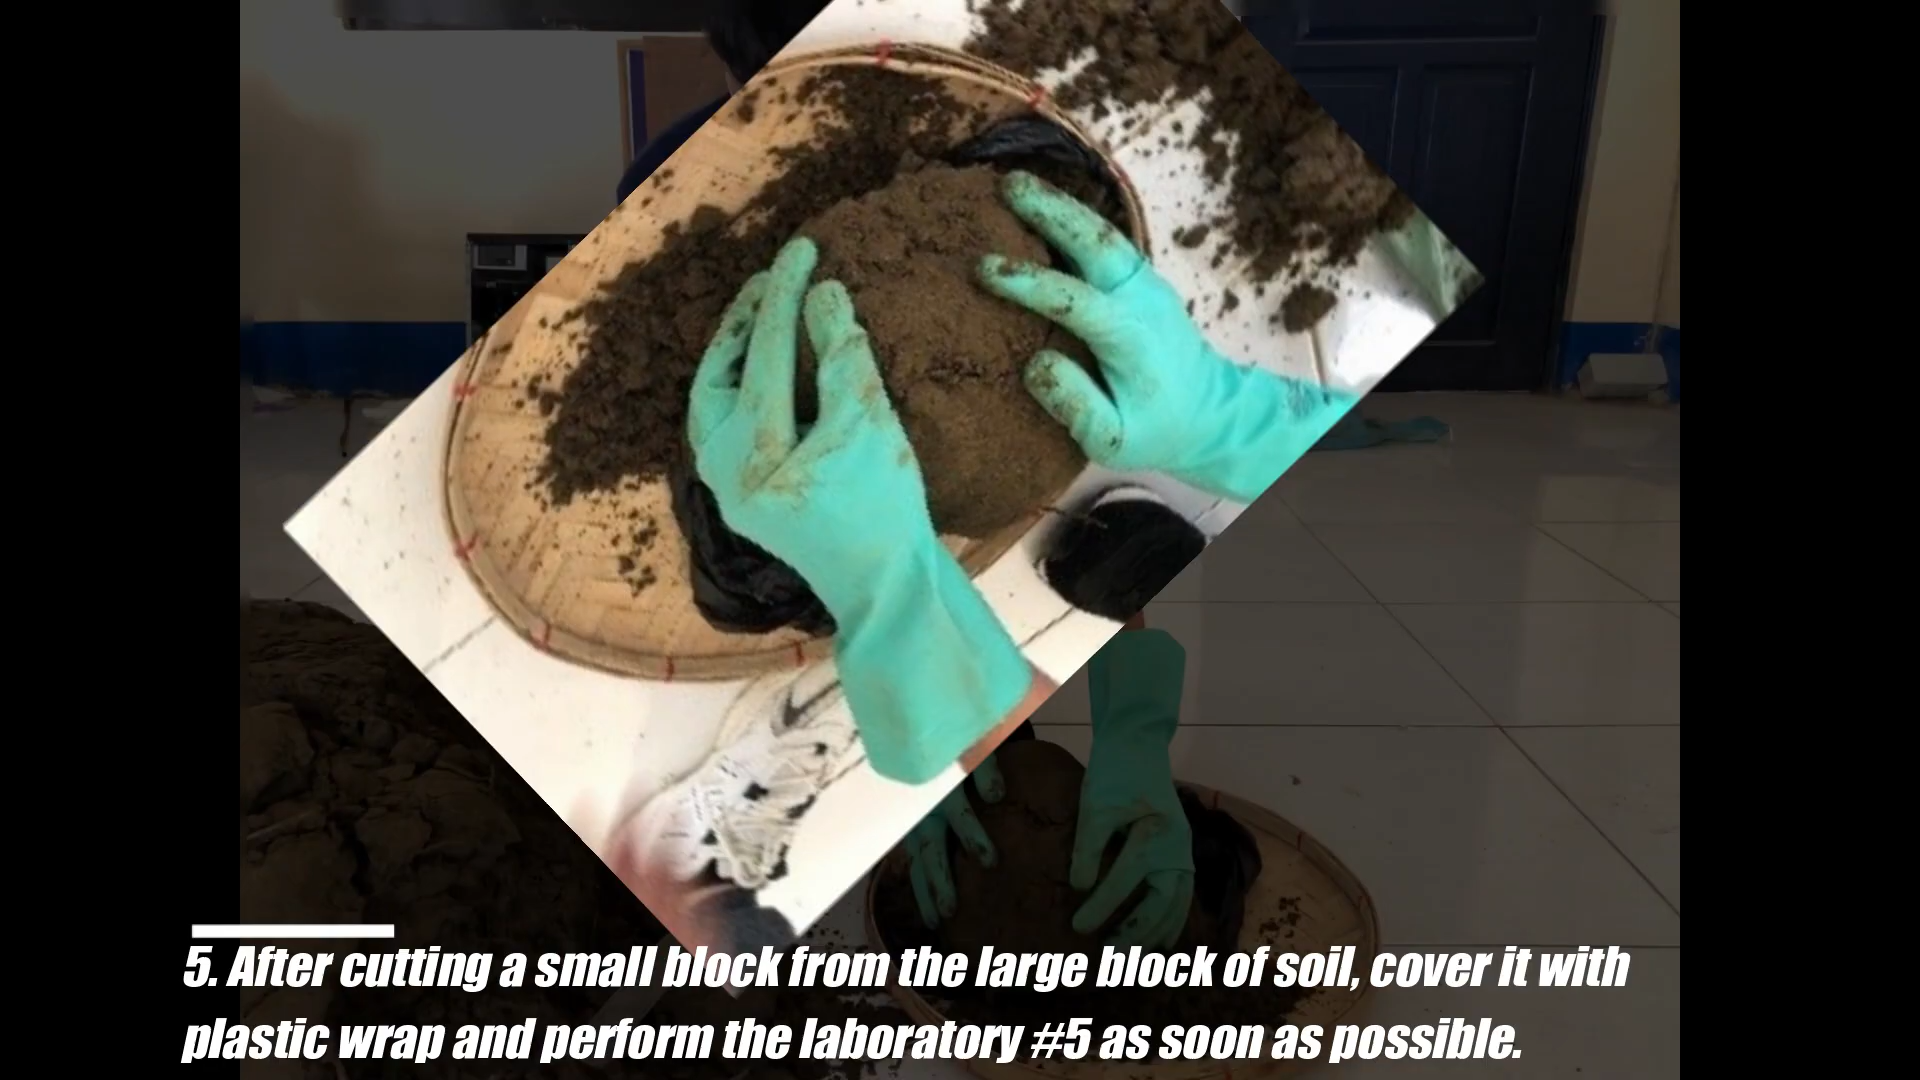 5. After cutting a small block from the large block of soil, cover it with
plastic wrap and perform the laboratory #5 as soon as possible.